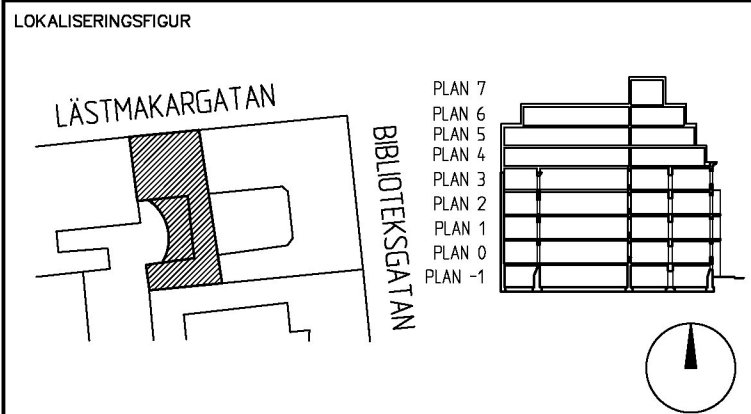 LOKALISERINGSFIGUR
LÄSTMAKARGATAN
BIBLIOTEKSGATAN
PLAN 7
PLAN 6
PLAN 5
PLAN 4
PLAN 3
PLAN 2
PLAN 1
PLAN 0
PLAN -1